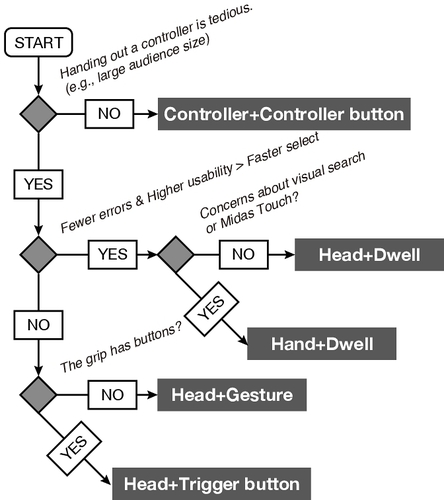 START
Handing out a controller is tedious.
(e.g., large audience size)
NO
Controller+Controller button
YES
Fewer errors & Higher usability > Faster select
Concerns about visual search
or Midas Touch?
YES
NO
Head+Dwell
YES
Hand+Dwell
NO
The grip has buttons?
NO
Head+Gesture
YES
Head+Trigger button